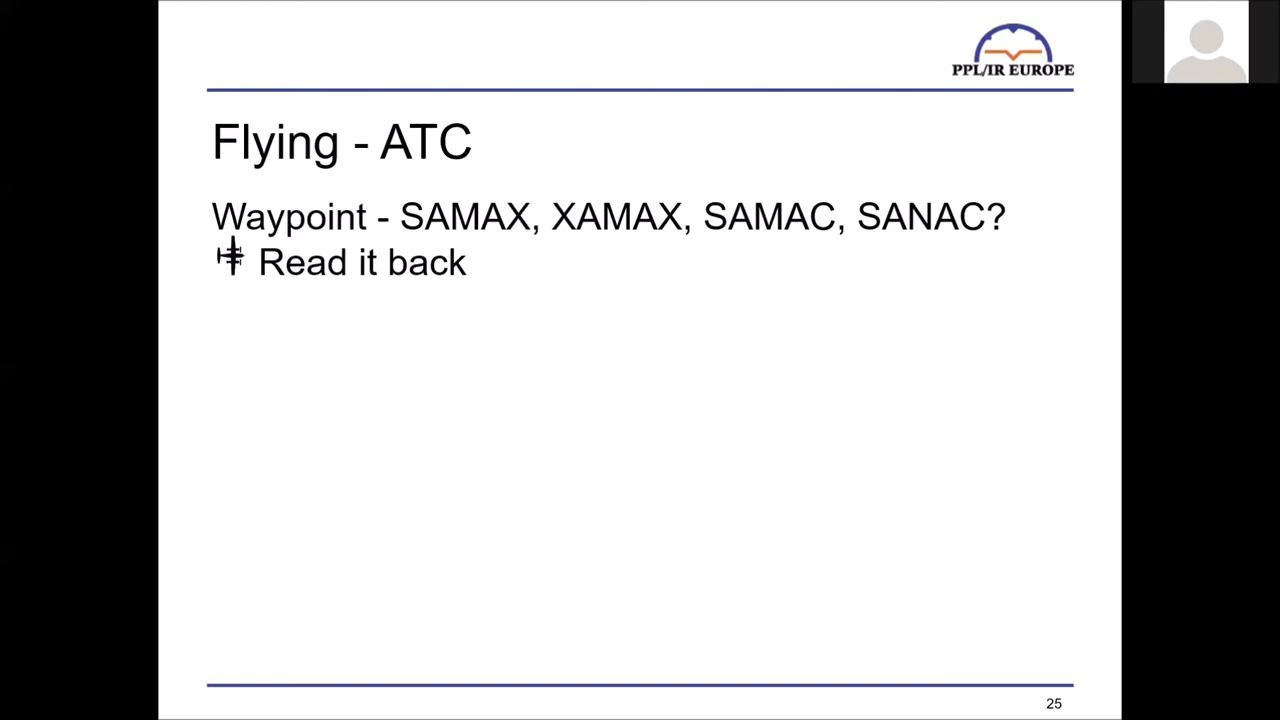 PPL/IR EUROPE
Flying - ATC
Waypoint - SAMAX, XAMAX, SAMAC, SANAC?
Read it back
25